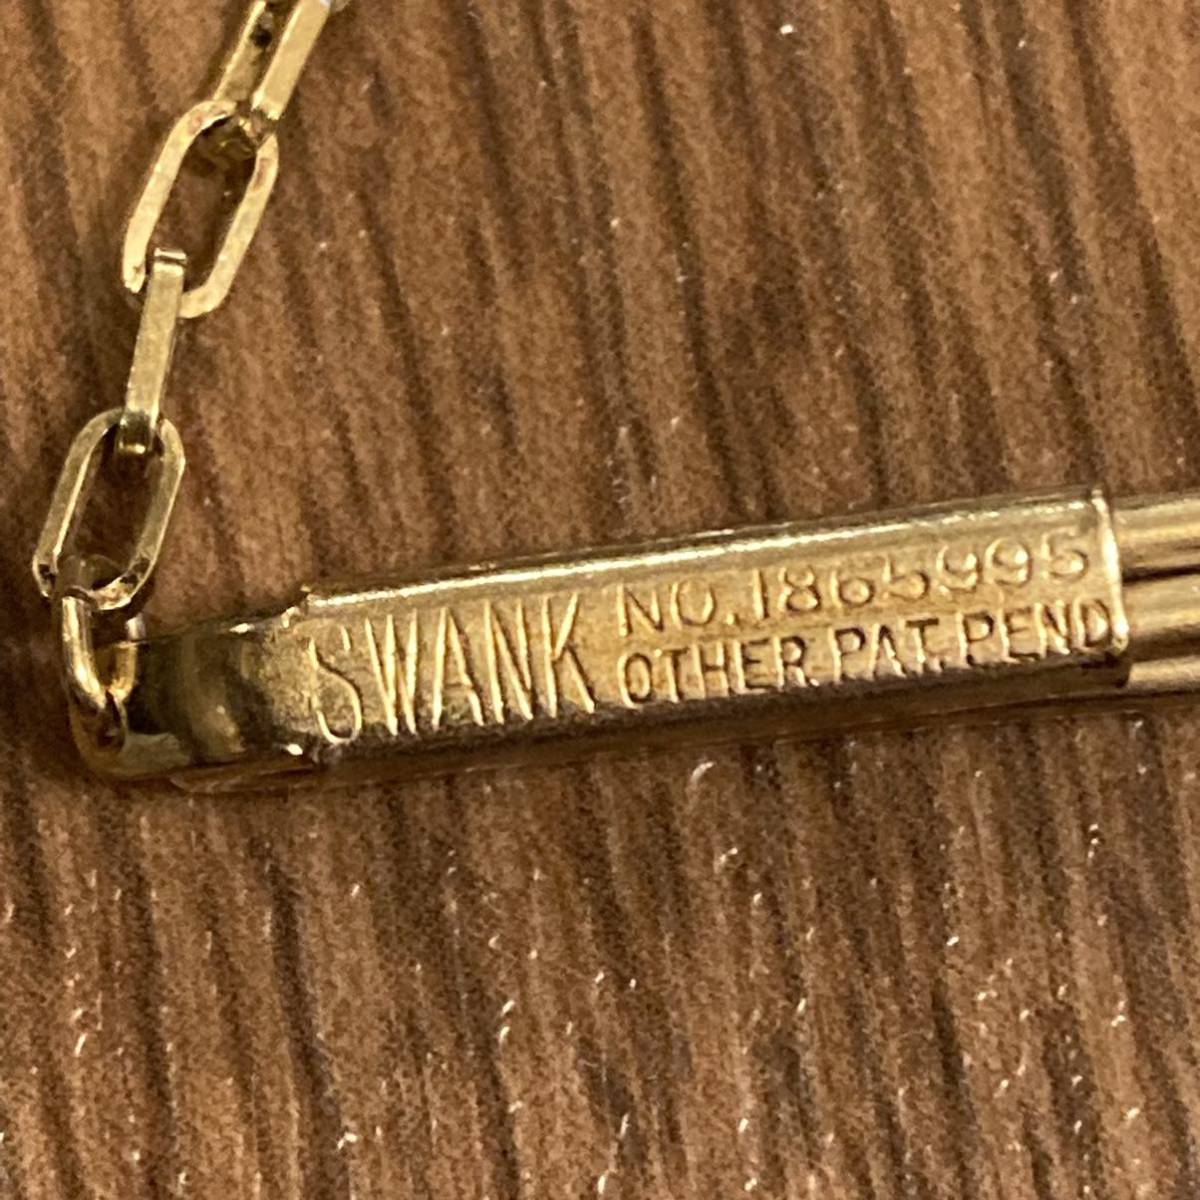 SWANK
NO. 1865995
OTHER PAT. PEND